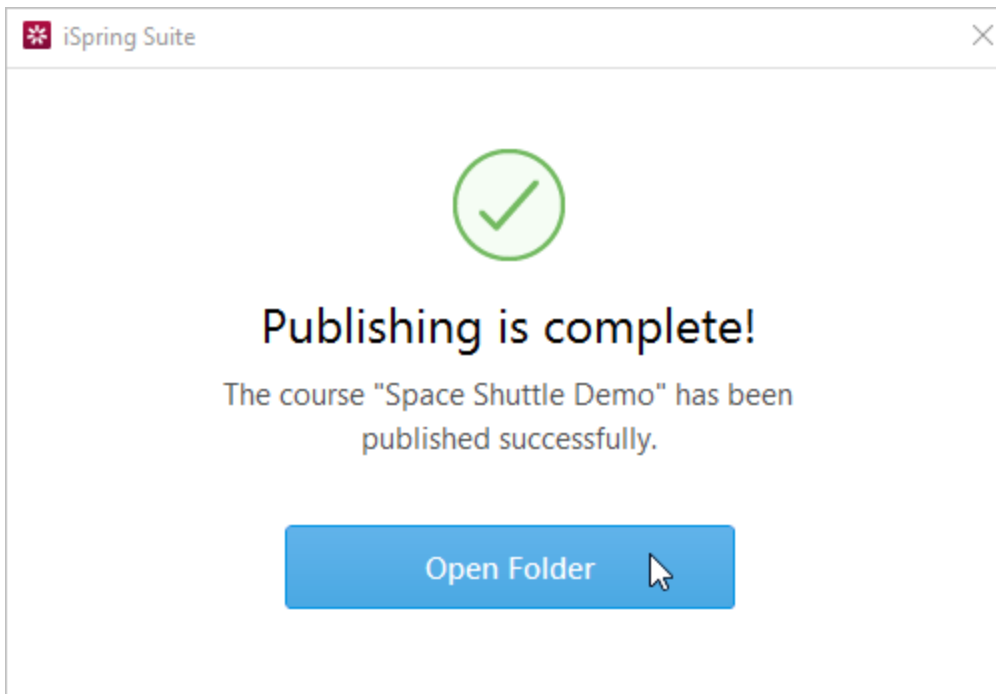 iSpring Suite
Publishing is complete!
The course "Space Shuttle Demo" has been
published successfully.
Open Folder